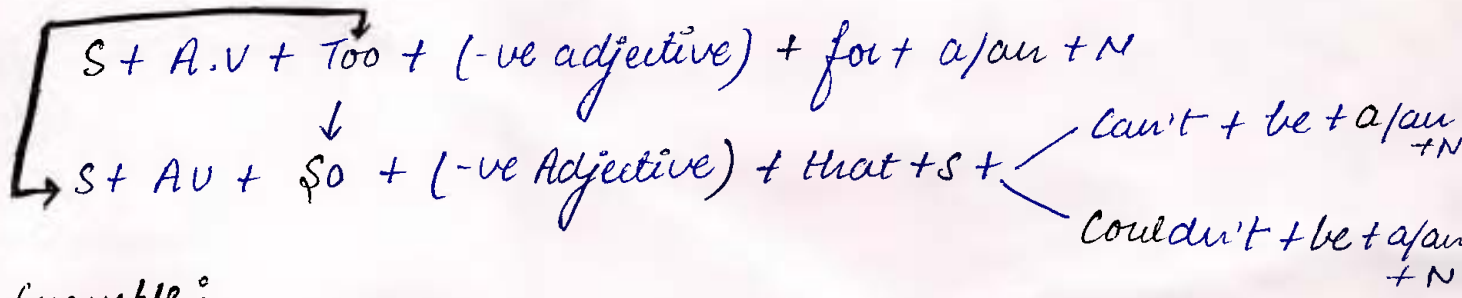 S + A.V + Too + (-ve adjective) + for + a/an + N
S + AV + So + (-ve Adjective) + that + S +
Can't + be + a/an
+ N
Couldn't + be + a/an
+ N